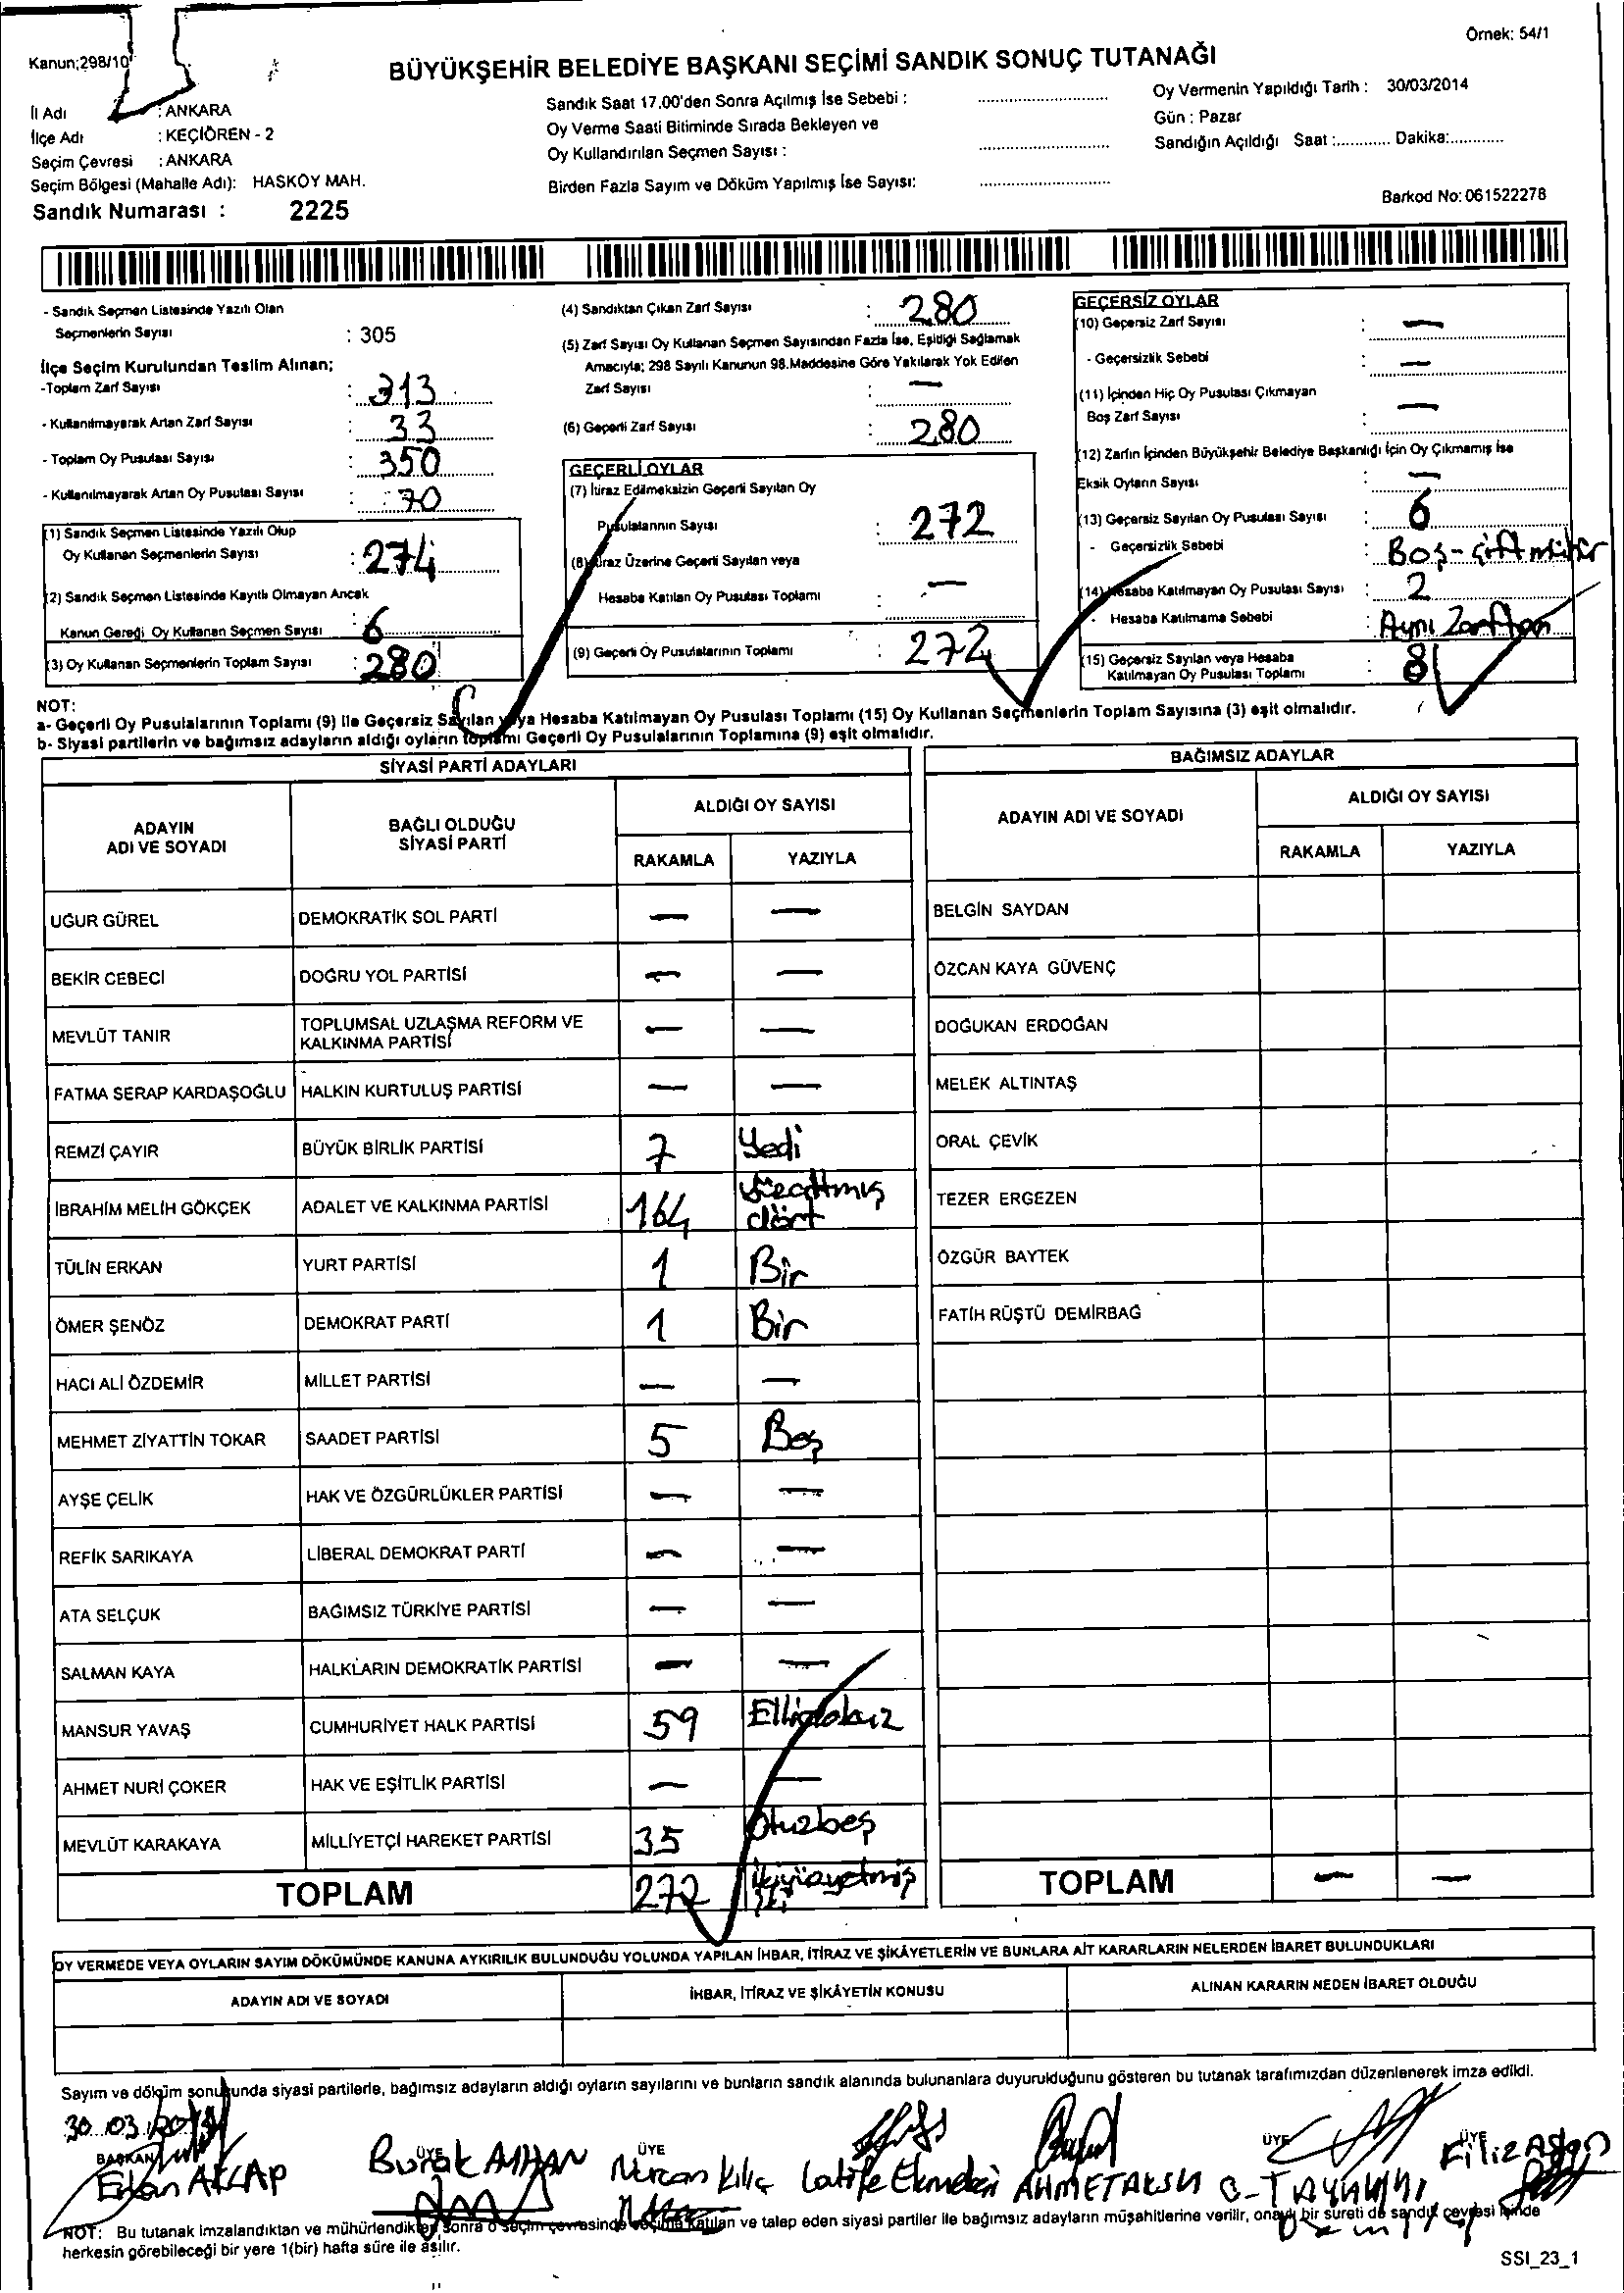 Örnek: 54/1
Kanun;298/10
BÜYÜKŞEHİR BELEDİYE BAŞKANI SEÇİMİ SANDIK SONUÇ TUTANAĞI
İl Adı : ANKARA
İlçe Adı : KEÇİÖREN - 2
Seçim Çevresi : ANKARA
Seçim Bölgesi (Mahalle Adı): HASKÖY MAH.
Sandık Numarası : 2225
Sandık Saat 17.00'den Sonra Açılmış İse Sebebi :
Oy Verme Saati Bitiminde Sırada Bekleyen ve
Oy Kullandırılan Seçmen Sayısı :
Birden Fazla Sayım ve Döküm Yapılmış İse Sayısı:
Oy Vermenin Yapıldığı Tarih : 30/03/2014
Gün : Pazar
Sandığın Açıldığı Saat :............ Dakika:............
Barkod No: 061522278
- Sandık Seçmen Listesinde Yazılı Olan
Seçmenlerin Sayısı : 305
İlçe Seçim Kurulundan Teslim Alınan;
-Toplam Zarf Sayısı : 313
- Kullanılmayarak Artan Zarf Sayısı : 33
- Toplam Oy Pusulası Sayısı : 350
- Kullanılmayarak Artan Oy Pusulası Sayısı : 70
(1) Sandık Seçmen Listesinde Yazılı Olup
Oy Kullanan Seçmenlerin Sayısı : 274
(2) Sandık Seçmen Listesinde Kayıtlı Olmayan Ancak
Kanun Gereği Oy Kullanan Seçmen Sayısı : 6
(3) Oy Kullanan Seçmenlerin Toplam Sayısı : 280
(4) Sandıktan Çıkan Zarf Sayısı : 280
(5) Zarf Sayısı Oy Kullanan Seçmen Sayısından Fazla İse, Eşitliği Sağlamak
Amacıyla; 298 Sayılı Kanunun 98.Maddesine Göre Yakılarak Yok Edilen
Zarf Sayısı : —
(6) Geçerli Zarf Sayısı : 280
GEÇERLİ OYLAR
(7) İtiraz Edilmeksizin Geçerli Sayılan Oy
Pusulalarının Sayısı : 272
(8) İtiraz Üzerine Geçerli Sayılan veya
Hesaba Katılan Oy Pusulası Toplamı : —
(9) Geçerli Oy Pusulalarının Toplamı : 272
GEÇERSİZ OYLAR
(10) Geçersiz Zarf Sayısı : —
- Geçersizlik Sebebi : —
(11) İçinden Hiç Oy Pusulası Çıkmayan
Boş Zarf Sayısı : —
(12) Zarfın İçinden Büyükşehir Belediye Başkanlığı İçin Oy Çıkmamış İse
Eksik Oyların Sayısı : —
(13) Geçersiz Sayılan Oy Pusulası Sayısı : 6
- Geçersizlik Sebebi : Boş - çift mühür
(14) Hesaba Katılmayan Oy Pusulası Sayısı : 2
- Hesaba Katılmama Sebebi : Aynı Zarftan
(15) Geçersiz Sayılan veya Hesaba
Katılmayan Oy Pusulası Toplamı : 8
NOT:
a- Geçerli Oy Pusulalarının Toplamı (9) ile Geçersiz Sayılan veya Hesaba Katılmayan Oy Pusulası Toplamı (15) Oy Kullanan Seçmenlerin Toplam Sayısına (3) eşit olmalıdır.
b- Siyasi partilerin ve bağımsız adayların aldığı oyların toplamı Geçerli Oy Pusulalarının Toplamına (9) eşit olmalıdır.
SİYASİ PARTİ ADAYLARI
ADAYIN ADI VE SOYADI BAĞLI OLDUĞU SİYASİ PARTİ ALDIĞI OY SAYISI
RAKAMLA YAZIYLA
UĞUR GÜREL DEMOKRATİK SOL PARTİ — —
BEKİR CEBECİ DOĞRU YOL PARTİSİ — —
MEVLÜT TANIR TOPLUMSAL UZLAŞMA REFORM VE KALKINMA PARTİSİ — —
FATMA SERAP KARDAŞOĞLU HALKIN KURTULUŞ PARTİSİ — —
REMZİ ÇAYIR BÜYÜK BİRLİK PARTİSİ 7 Yedi
İBRAHİM MELİH GÖKÇEK ADALET VE KALKINMA PARTİSİ 164 Yüzaltmış dört
TÜLİN ERKAN YURT PARTİSİ 1 Bir
ÖMER ŞENÖZ DEMOKRAT PARTİ 1 Bir
HACI ALİ ÖZDEMİR MİLLET PARTİSİ — —
MEHMET ZİYATTİN TOKAR SAADET PARTİSİ 5 Beş
AYŞE ÇELİK HAK VE ÖZGÜRLÜKLER PARTİSİ — —
REFİK SARIKAYA LİBERAL DEMOKRAT PARTİ — —
ATA SELÇUK BAĞIMSIZ TÜRKİYE PARTİSİ — —
SALMAN KAYA HALKLARIN DEMOKRATİK PARTİSİ — —
MANSUR YAVAŞ CUMHURİYET HALK PARTİSİ 59 Ellidokuz
AHMET NURİ ÇOKER HAK VE EŞİTLİK PARTİSİ — —
MEVLÜT KARAKAYA MİLLİYETÇİ HAREKET PARTİSİ 35 Otuzbeş
TOPLAM 272 ikiyüzyetmiş iki
BAĞIMSIZ ADAYLAR
ADAYIN ADI VE SOYADI ALDIĞI OY SAYISI
RAKAMLA YAZIYLA
BELGİN SAYDAN
ÖZCAN KAYA GÜVENÇ
DOĞUKAN ERDOĞAN
MELEK ALTINTAŞ
ORAL ÇEVİK
TEZER ERGEZEN
ÖZGÜR BAYTEK
FATİH RÜŞTÜ DEMİRBAĞ
TOPLAM — —
OY VERMEDE VEYA OYLARIN SAYIM DÖKÜMÜNDE KANUNA AYKIRILIK BULUNDUĞU YOLUNDA YAPILAN İHBAR, İTİRAZ VE ŞİKÂYETLERİN VE BUNLARA AİT KARARLARIN NELERDEN İBARET BULUNDUKLARI
ADAYIN ADI VE SOYADI İHBAR, İTİRAZ VE ŞİKÂYETİN KONUSU ALINAN KARARIN NEDEN İBARET OLDUĞU
Sayım ve döküm sonucunda siyasi partilerle, bağımsız adayların aldığı oyların sayılarını ve bunların sandık alanında bulunanlara duyurulduğunu gösteren bu tutanak tarafımızdan düzenlenerek imza edildi.
30.03.2014
BAŞKAN ÜYE ÜYE ÜYE ÜYE
Burak Nurcan Kılıç Latife Ekmekçi AHMET AKSU Filiz
NOT: Bu tutanak imzalandıktan ve mühürlendikten sonra o seçim çevresinde seçime katılan ve talep eden siyasi partiler ile bağımsız adayların müşahitlerine verilir, onaylı bir sureti de sandık çevresi içinde
herkesin görebileceği bir yere 1(bir) hafta süre ile asılır.
SSI_23_1